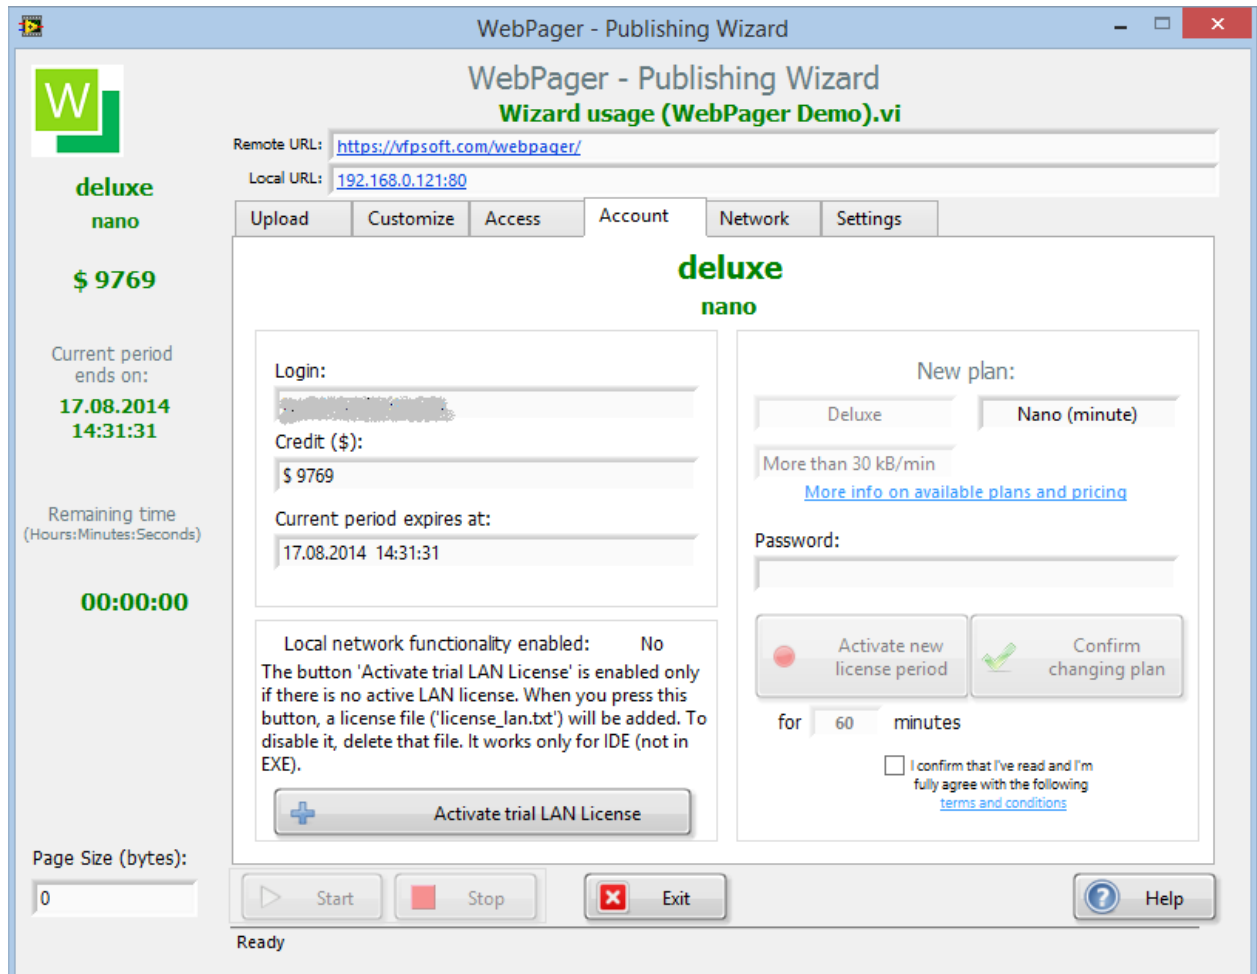 WebPager - Publishing Wizard
W
WebPager - Publishing Wizard
Wizard usage (WebPager Demo).vi
Remote URL: https://vfpsoft.com/webpager/
Local URL: 192.168.0.121:80
deluxe
nano
$ 9769
Current period
ends on:
17.08.2014
14:31:31
Remaining time
(Hours:Minutes:Seconds)
00:00:00
Page Size (bytes):
0
Upload Customize Access Account Network Settings
deluxe
nano
Login:
Credit ($):
$ 9769
Current period expires at:
17.08.2014 14:31:31
Local network functionality enabled: No
The button 'Activate trial LAN License' is enabled only
if there is no active LAN license. When you press this
button, a license file ('license_lan.txt') will be added. To
disable it, delete that file. It works only for IDE (not in
EXE).
Activate trial LAN License
New plan:
Deluxe Nano (minute)
More than 30 kB/min
More info on available plans and pricing
Password:
Activate new
license period
Confirm
changing plan
for 60 minutes
I confirm that I've read and I'm
fully agree with the following
terms and conditions
Start Stop Exit Help
Ready